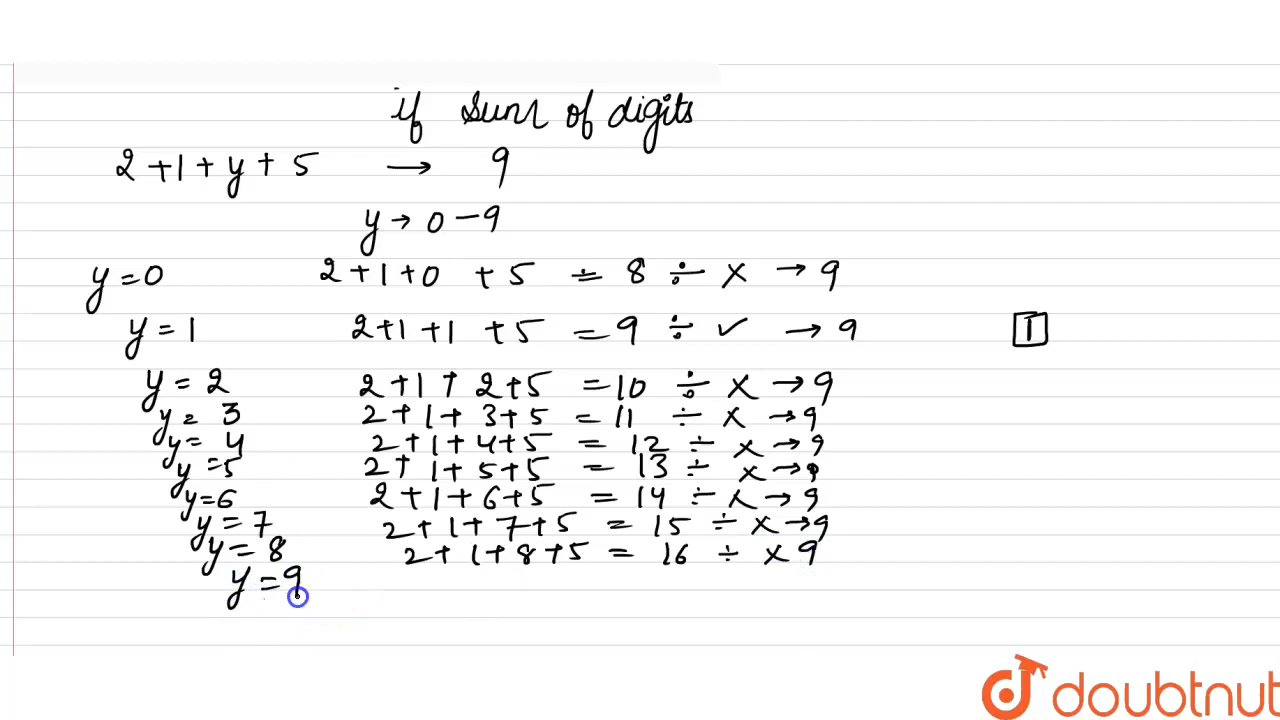 if sum of digits
2 + 1 + y + 5 → 9
y → 0 - 9
y = 0 2 + 1 + 0 + 5 = 8 ÷ x → 9
y = 1 2 + 1 + 1 + 5 = 9 ÷ ✓ → 9 1
y = 2 2 + 1 + 2 + 5 = 10 ÷ x → 9
y = 3 2 + 1 + 3 + 5 = 11 ÷ x → 9
y = 4 2 + 1 + 4 + 5 = 12 ÷ x → 9
y = 5 2 + 1 + 5 + 5 = 13 ÷ x → 9
y = 6 2 + 1 + 6 + 5 = 14 ÷ x → 9
y = 7 2 + 1 + 7 + 5 = 15 ÷ x → 9
y = 8 2 + 1 + 8 + 5 = 16 ÷ x 9
y = 9
doubtnut